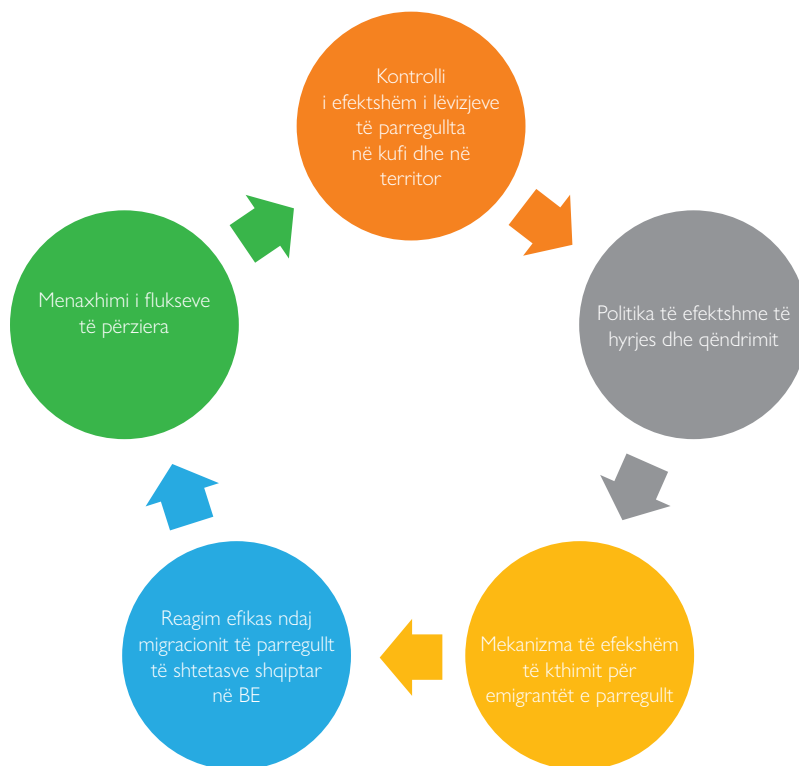 Kontrolli
i efektshëm i lëvizjeve
të parregullta
në kufi dhe në
territor
Politika të efektshme të
hyrjes dhe qëndrimit
Mekanizma të efekshëm
të kthimit për
emigrantët e parregullt
Reagim efikas ndaj
migracionit të parregullt
të shtetasve shqiptar
në BE
Menaxhimi i flukseve
të përziera